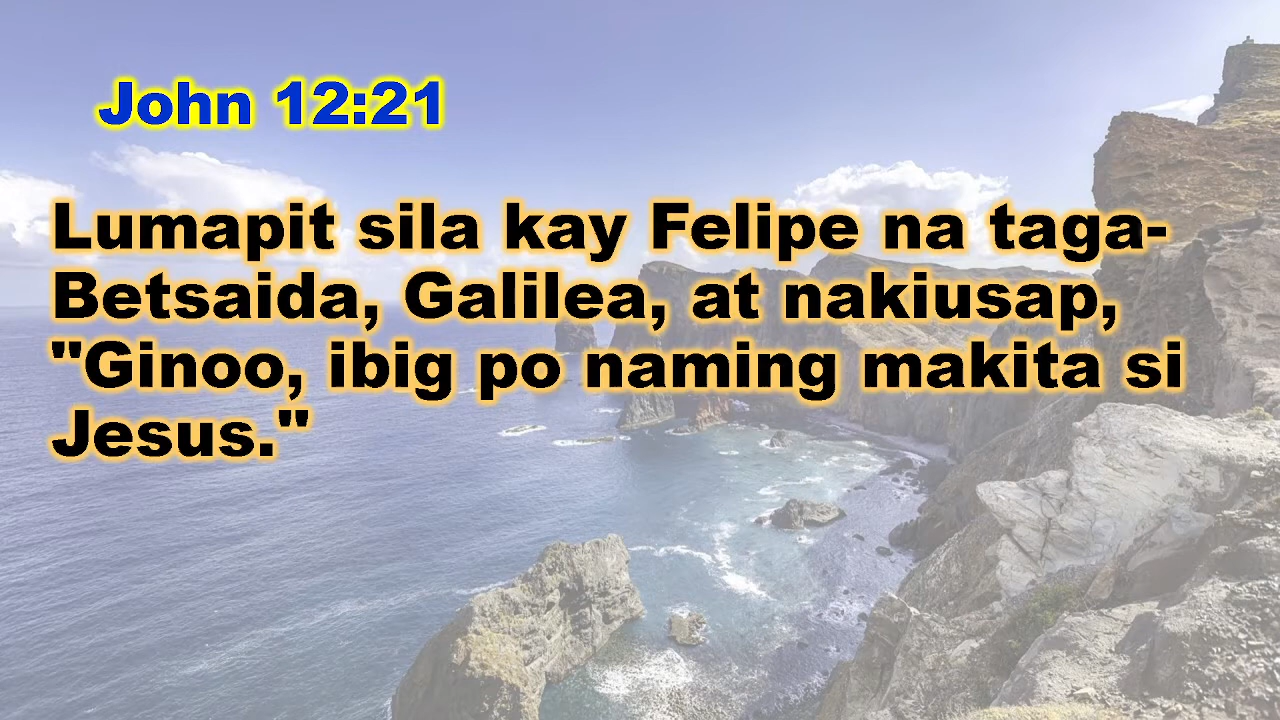 John 12:21
Lumapit sila kay Felipe na taga-
Betsaida, Galilea, at nakiusap,
"Ginoo, ibig po naming makita si
Jesus."